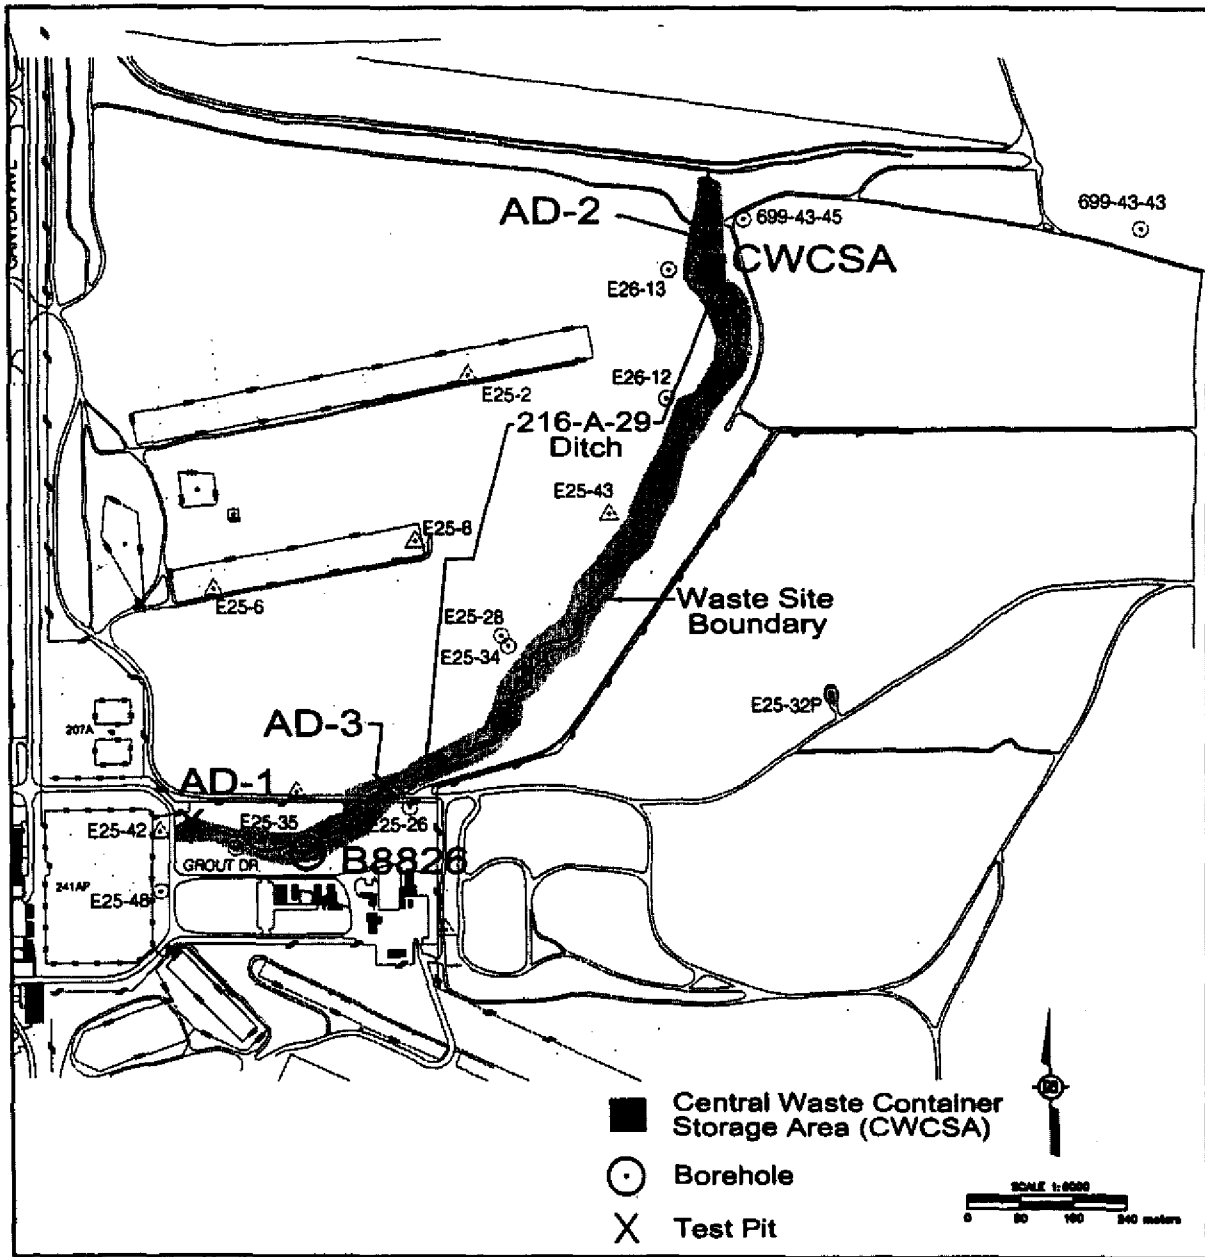 CANTON AVE
AD-2
699-43-45
699-43-43
CWCSA
E26-13
E26-12
E25-2
216-A-29
Ditch
E25-43
E25-6
Waste Site
Boundary
E25-28
E25-34
E25-32P
AD-3
207A
AD-1
E25-42
E25-35
E25-26
GROUT DR.
B8826
241AP
E25-48
Central Waste Container
Storage Area (CWCSA)
Borehole
X Test Pit
0 80 160 240 meters